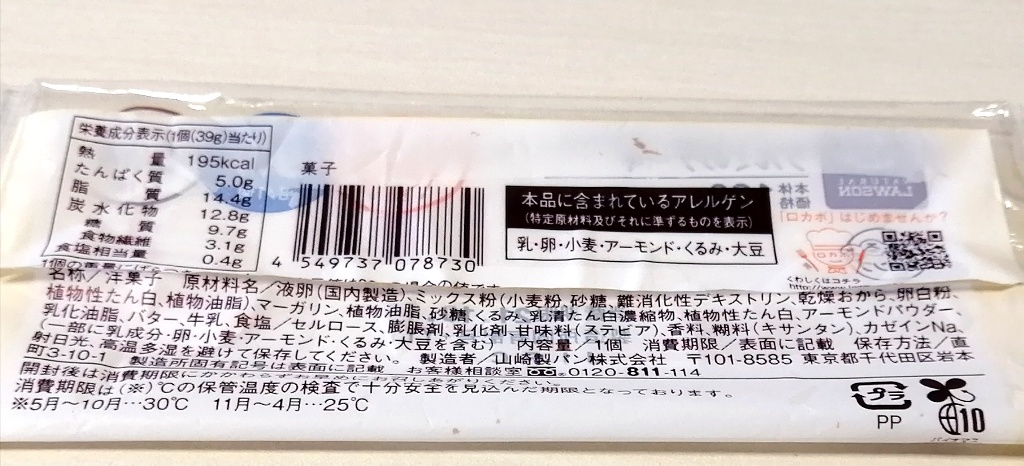 栄養成分表示(1個(39g)当たり)
熱量 195kcal
たんぱく質 5.0g
脂質 14.4g
炭水化物 12.8g
糖質 9.7g
食物繊維 3.1g
食塩相当量 0.4g
菓子
4 549737 078730
本品に含まれているアレルゲン
(特定原材料及びそれに準ずるものを表示)
乳・卵・小麦・アーモンド・くるみ・大豆
NATURAL
LAWSON
本体
価格
「ロカボ」はじめませんか?
ロカボ
くわしくはコチラ
名称/洋菓子 原材料名/液卵(国内製造)、ミックス粉(小麦粉、砂糖、難消化性デキストリン、乾燥おから、卵白粉、
植物性たん白、植物油脂)、マーガリン、植物油脂、砂糖、くるみ、乳清たん白濃縮物、植物性たん白、アーモンドパウダー、
乳化油脂、バター、牛乳、食塩/セルロース、膨脹剤、乳化剤、甘味料(ステビア)、香料、糊料(キサンタン)、カゼインNa、
(一部に乳成分・卵・小麦・アーモンド・くるみ・大豆を含む) 内容量/1個 消費期限/表面に記載 保存方法/直
射日光、高温多湿を避けて保存してください。 製造者/山崎製パン株式会社 〒101-8585 東京都千代田区岩本
町3-10-1 製造所固有記号は表面に記載 お客様相談室 0120-811-114
開封後は消費期限にかかわ
消費期限は(※)℃の保管温度の検査で十分安全を見込んだ期限となっております。
※5月〜10月…30℃ 11月〜4月…25℃
プラ
PP
10